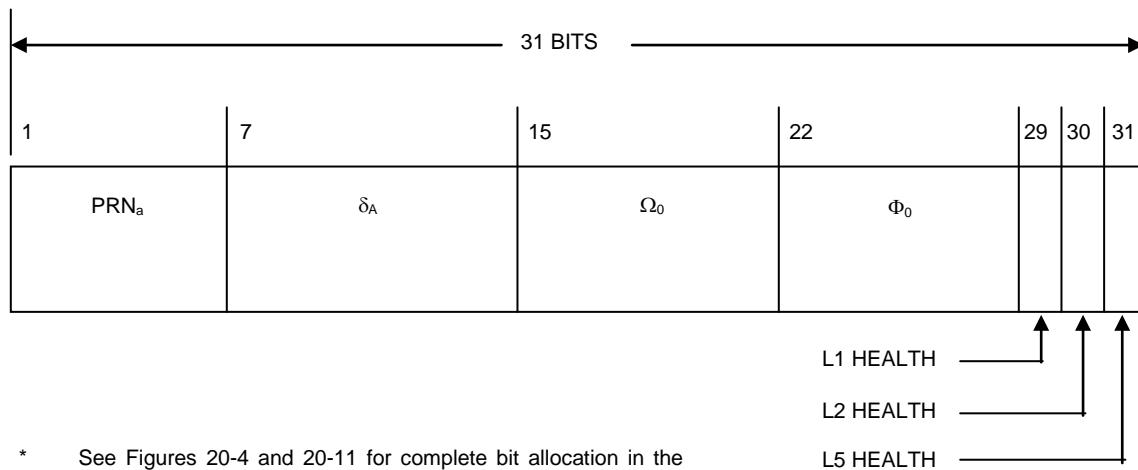 31 BITS
1 7 15 22 29 30 31
PRNₐ δA Ω₀ Φ₀
L1 HEALTH
L2 HEALTH
L5 HEALTH
* See Figures 20-4 and 20-11 for complete bit allocation in the